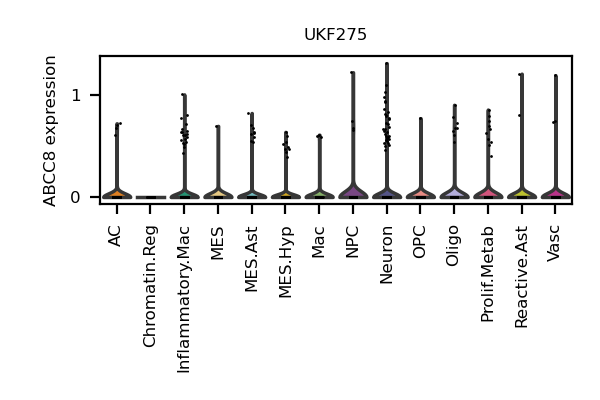 UKF275
ABCC8 expression
1
0
AC
Chromatin.Reg
Inflammatory.Mac
MES
MES.Ast
MES.Hyp
Mac
NPC
Neuron
OPC
Oligo
Prolif.Metab
Reactive.Ast
Vasc